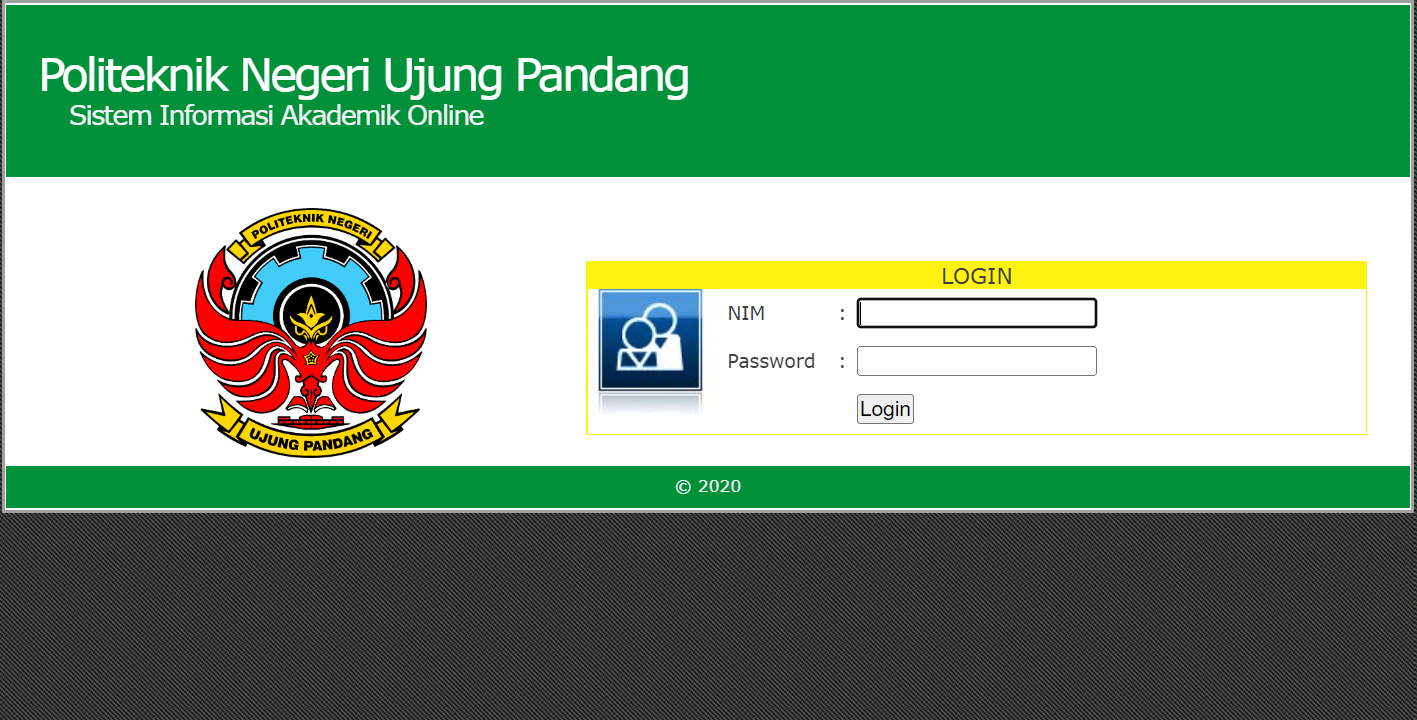 Politeknik Negeri Ujung Pandang
Sistem Informasi Akademik Online
POLITEKNIK NEGERI
UJUNG PANDANG
LOGIN
NIM :
Password :
Login
© 2020